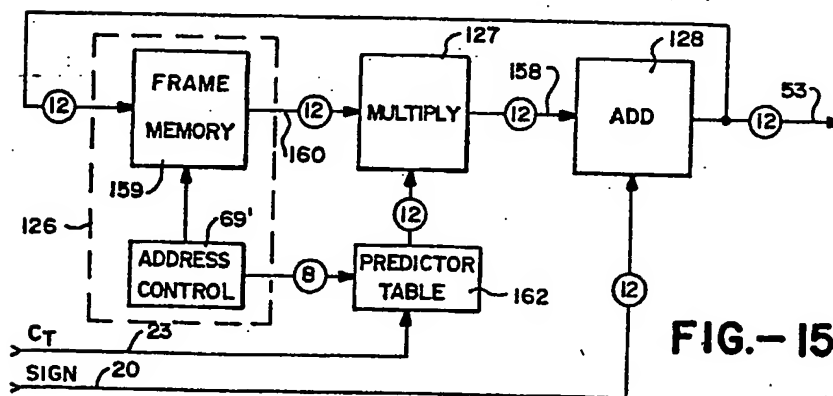 127
128
158
53
12
FRAME
MEMORY
12
MULTIPLY
12
ADD
12
160
159
69'
12
126
ADDRESS
CONTROL
8
PREDICTOR
TABLE
162
12
CT
23
SIGN
20
FIG.-15